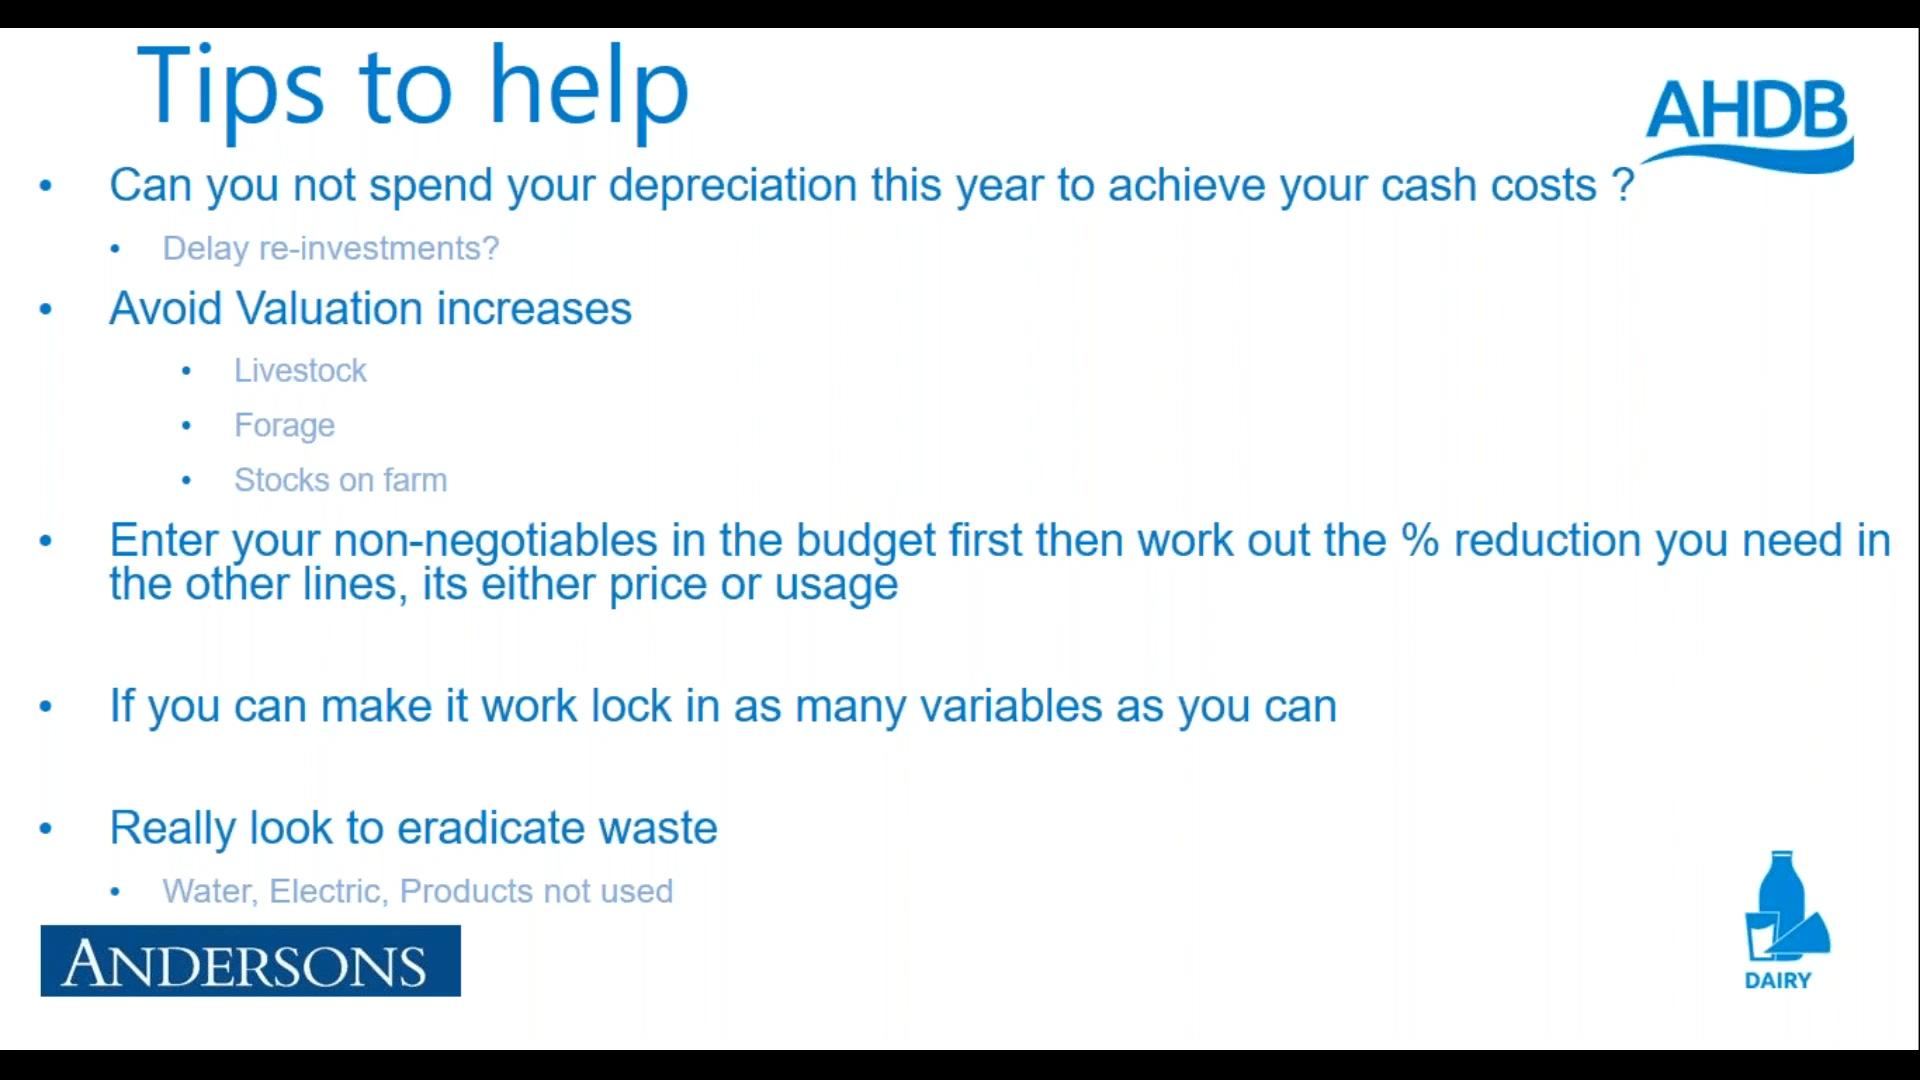 Tips to help
AHDB
• Can you not spend your depreciation this year to achieve your cash costs ?
• Delay re-investments?
• Avoid Valuation increases
• Livestock
• Forage
• Stocks on farm
• Enter your non-negotiables in the budget first then work out the % reduction you need in
the other lines, its either price or usage
• If you can make it work lock in as many variables as you can
• Really look to eradicate waste
• Water, Electric, Products not used
ANDERSONS
DAIRY